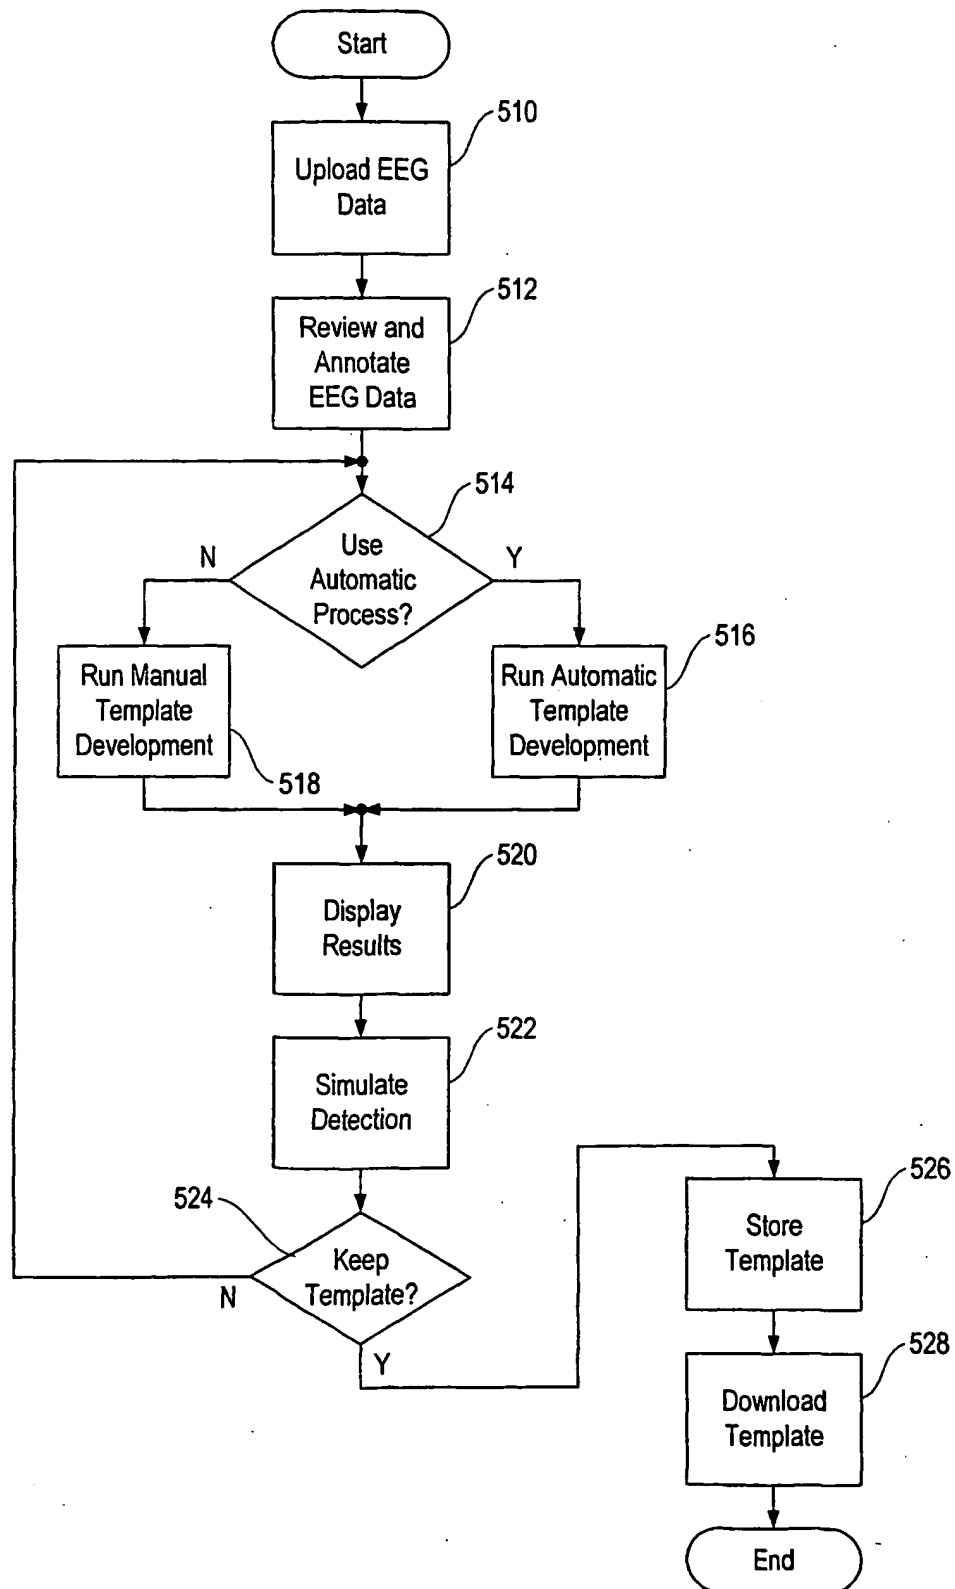 Start
510
Upload EEG
Data
512
Review and
Annotate
EEG Data
514
Use
Automatic
Process?
N
Y
516
Run Manual
Template
Development
518
Run Automatic
Template
Development
520
Display
Results
522
Simulate
Detection
524
Keep
Template?
N
Y
526
Store
Template
528
Download
Template
End